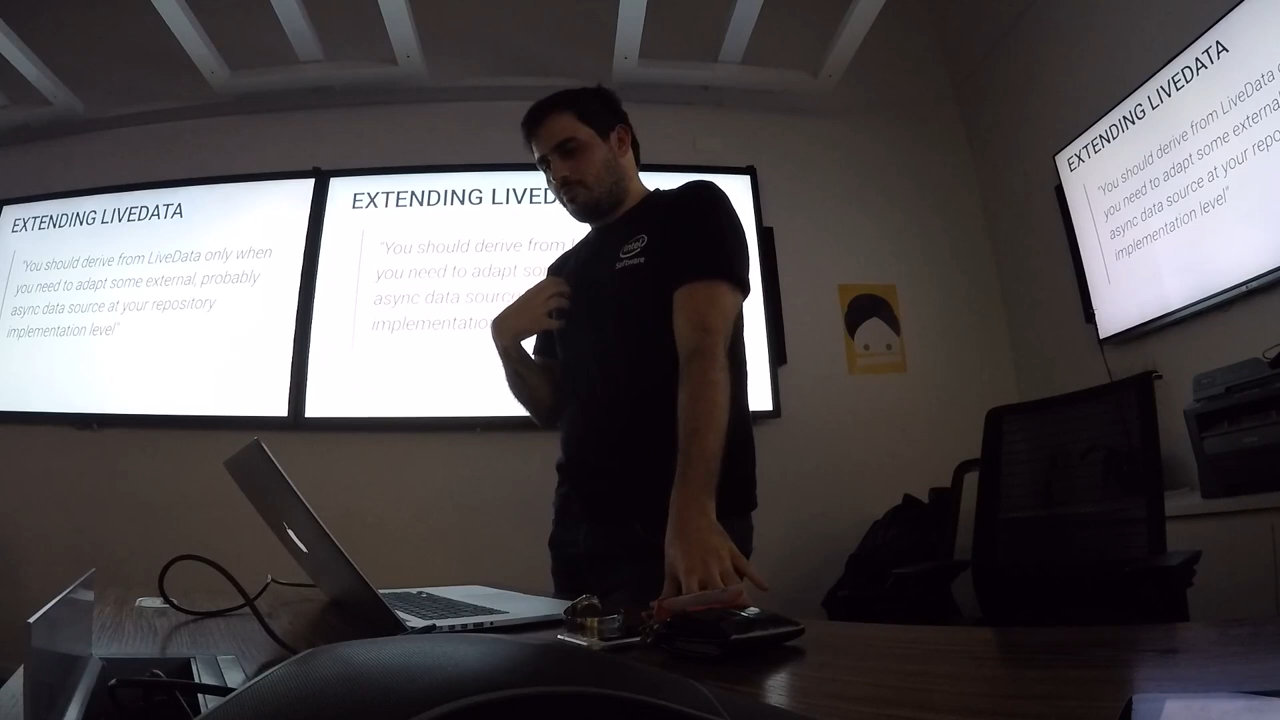 EXTENDING LIVEDATA
"You should derive from LiveData only when
you need to adapt some external, probably
async data source at your repository
implementation level"
EXTENDING LIVED
"You should derive from
you need to adapt som
async data source
implementation
intel
Software
EXTENDING LIVEDATA
"You should derive from LiveData
you need to adapt some external
async data source at your repo
implementation level"